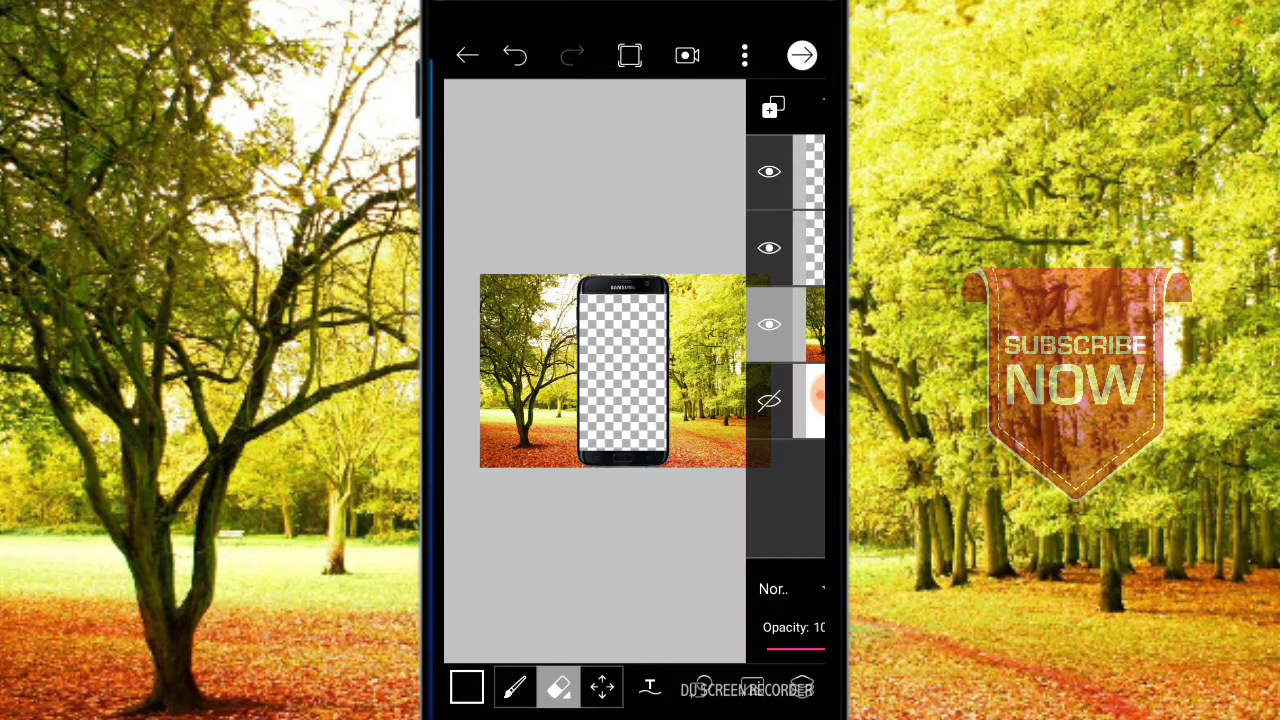 SAMSUNG
SUBSCRIBE
NOW
Nor..
Opacity: 10
T
DU SCREEN RECORDER